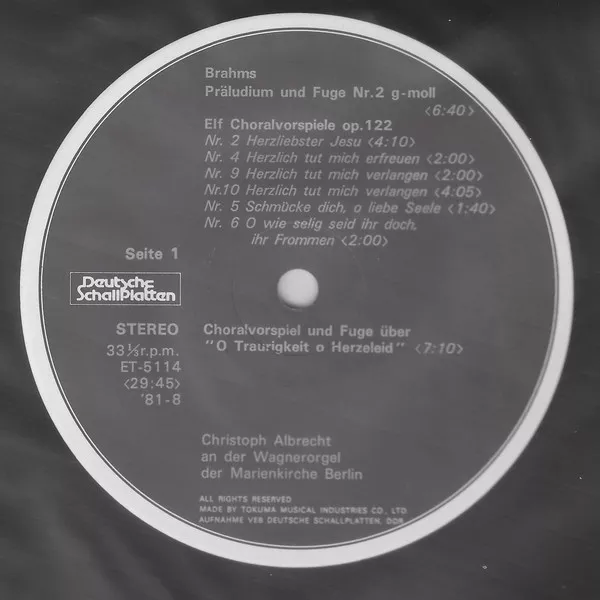 Brahms
Präludium und Fuge Nr.2 g-moll
<6:40>
Elf Choralvorspiele op.122
Nr. 2 Herzliebster Jesu <4:10>
Nr. 4 Herzlich tut mich erfreuen <2:00>
Nr. 9 Herzlich tut mich verlangen <2:00>
Nr.10 Herzlich tut mich verlangen <4:05>
Nr. 5 Schmücke dich, o liebe Seele <1:40>
Nr. 6 O wie selig seid ihr doch,
ihr Frommen <2:00>
Seite 1
Deutsche
Schallplatten
STEREO
33⅓r.p.m.
ET-5114
<29:45>
'81-8
Choralvorspiel und Fuge über
"O Traurigkeit o Herzeleid" <7:10>
Christoph Albrecht
an der Wagnerorgel
der Marienkirche Berlin
ALL RIGHTS RESERVED
MADE BY TOKUMA MUSICAL INDUSTRIES CO., LTD.
AUFNAHME VEB DEUTSCHE SCHALLPLATTEN, DDR